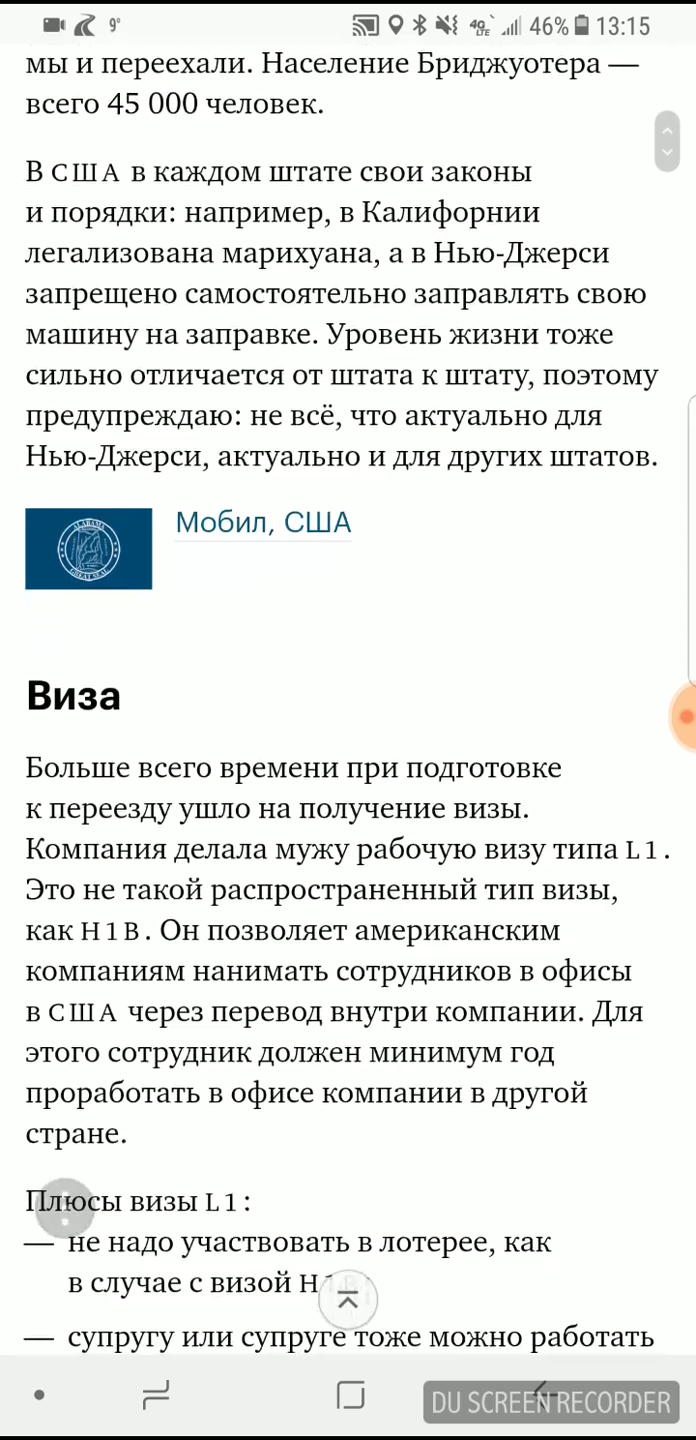 9°
4G LTE 46% 13:15
мы и переехали. Население Бриджуотера —
всего 45 000 человек.
В США в каждом штате свои законы
и порядки: например, в Калифорнии
легализована марихуана, а в Нью-Джерси
запрещено самостоятельно заправлять свою
машину на заправке. Уровень жизни тоже
сильно отличается от штата к штату, поэтому
предупреждаю: не всё, что актуально для
Нью-Джерси, актуально и для других штатов.
ALABAMA
GREAT SEAL
Мобил, США
Виза
Больше всего времени при подготовке
к переезду ушло на получение визы.
Компания делала мужу рабочую визу типа L1.
Это не такой распространенный тип визы,
как H1B. Он позволяет американским
компаниям нанимать сотрудников в офисы
в США через перевод внутри компании. Для
этого сотрудник должен минимум год
проработать в офисе компании в другой
стране.
Плюсы визы L1:
— не надо участвовать в лотерее, как
в случае с визой H1B;
— супругу или супруге тоже можно работать
DU SCREEN RECORDER